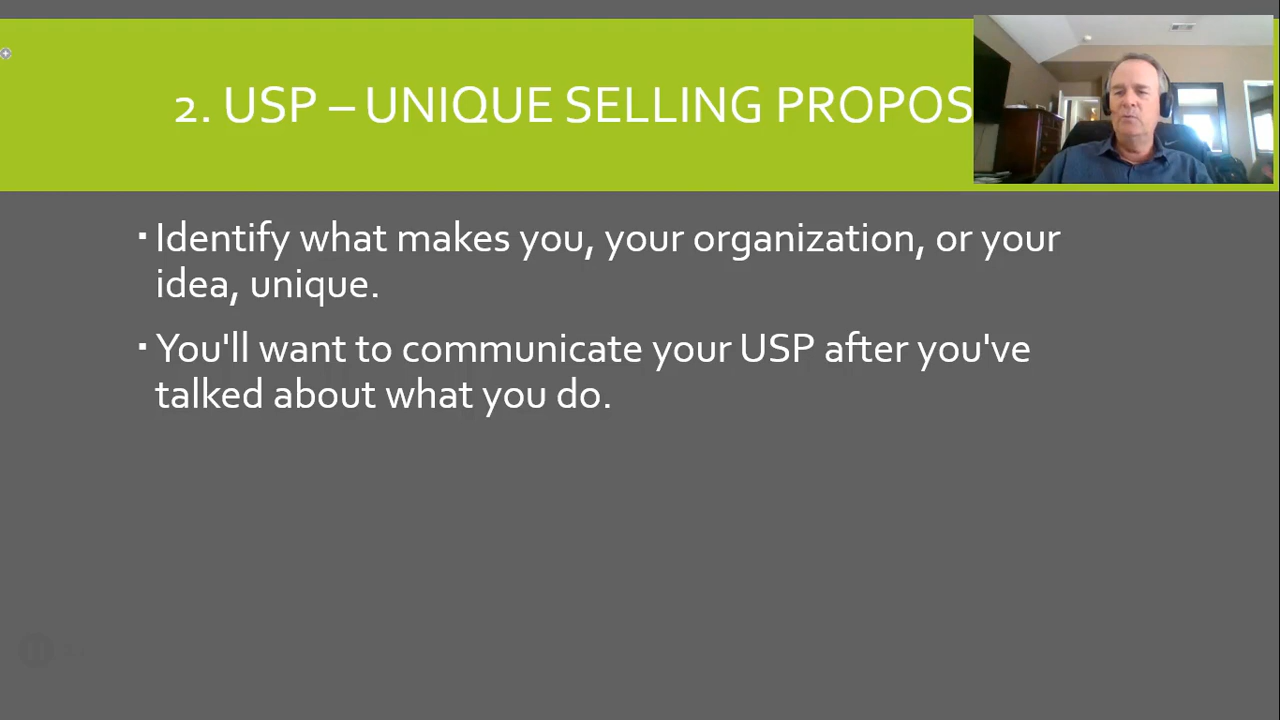 2. USP – UNIQUE SELLING PROPOS
Identify what makes you, your organization, or your
idea, unique.
You'll want to communicate your USP after you've
talked about what you do.